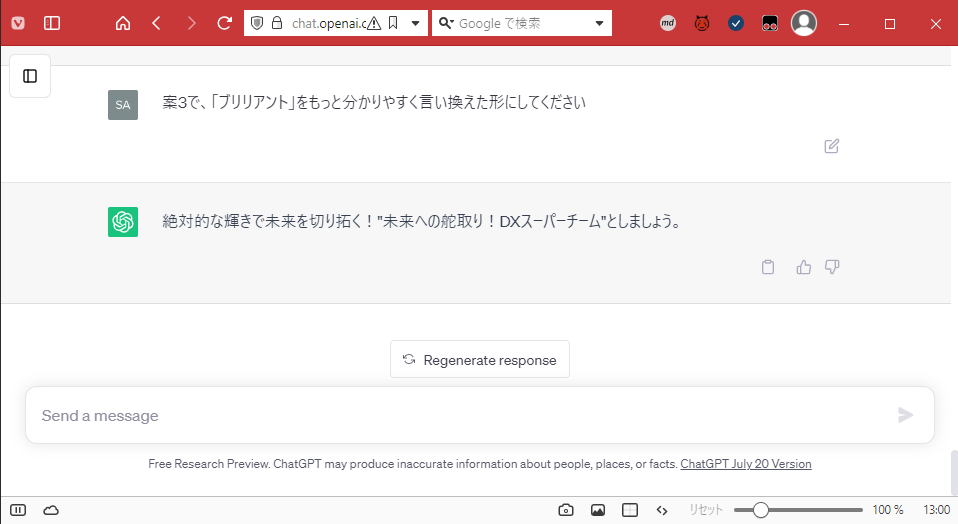 chat.openai.c
Google で検索
md
SA
案3で、「ブリリアント」をもっと分かりやすく言い換えた形にしてください
絶対的な輝きで未来を切り拓く！"未来への舵取り！DXスーパーチーム"としましょう。
Regenerate response
Send a message
Free Research Preview. ChatGPT may produce inaccurate information about people, places, or facts. ChatGPT July 20 Version
リセット
100 %
13:00